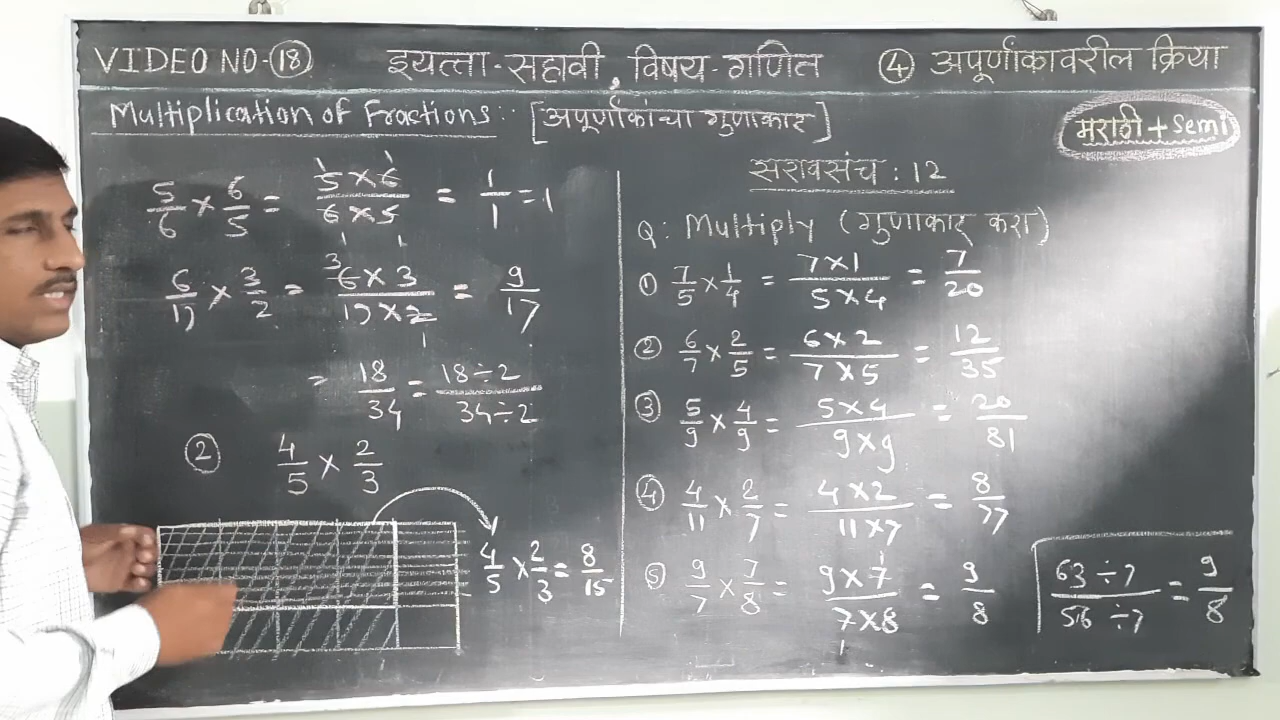 VIDEO NO-⑱ इयत्ता-सहावी, विषय-गणित ④ अपूर्णांकावरील क्रिया
Multiplication of Fractions: [अपूर्णांकांचा गुणाकार]
मराठी + Semi
5/6 × 6/5 = 5×6/6×5 = 1/1 = 1
6/17 × 3/2 = 6×3/17×2 = 9/17
= 18/34 = 18÷2/34÷2
② 4/5 × 2/3
4/5 × 2/3 = 8/15
सरावसंच : 12
Q: Multiply (गुणाकार करा)
① 7/5 × 1/4 = 7×1/5×4 = 7/20
② 6/7 × 2/5 = 6×2/7×5 = 12/35
③ 5/9 × 4/9 = 5×4/9×9 = 20/81
④ 4/11 × 2/7 = 4×2/11×7 = 8/77
⑤ 9/7 × 7/8 = 9×7/7×8 = 9/8
63÷7/56÷7 = 9/8